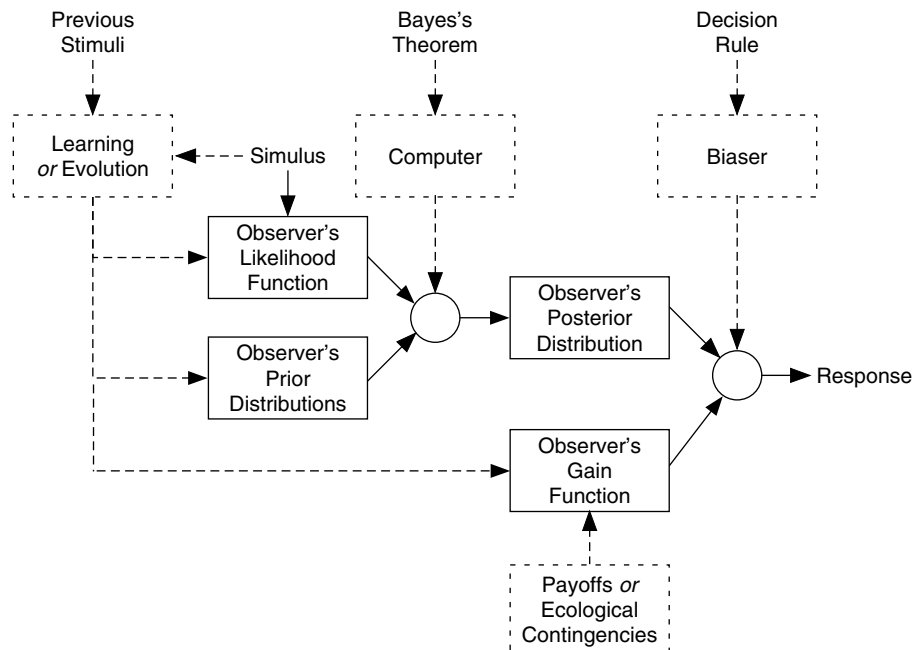 Previous
Stimuli
Bayes's
Theorem
Decision
Rule
Learning
or Evolution
Simulus
Computer
Biaser
Observer's
Likelihood
Function
Observer's
Prior
Distributions
Observer's
Posterior
Distribution
Response
Observer's
Gain
Function
Payoffs or
Ecological
Contingencies